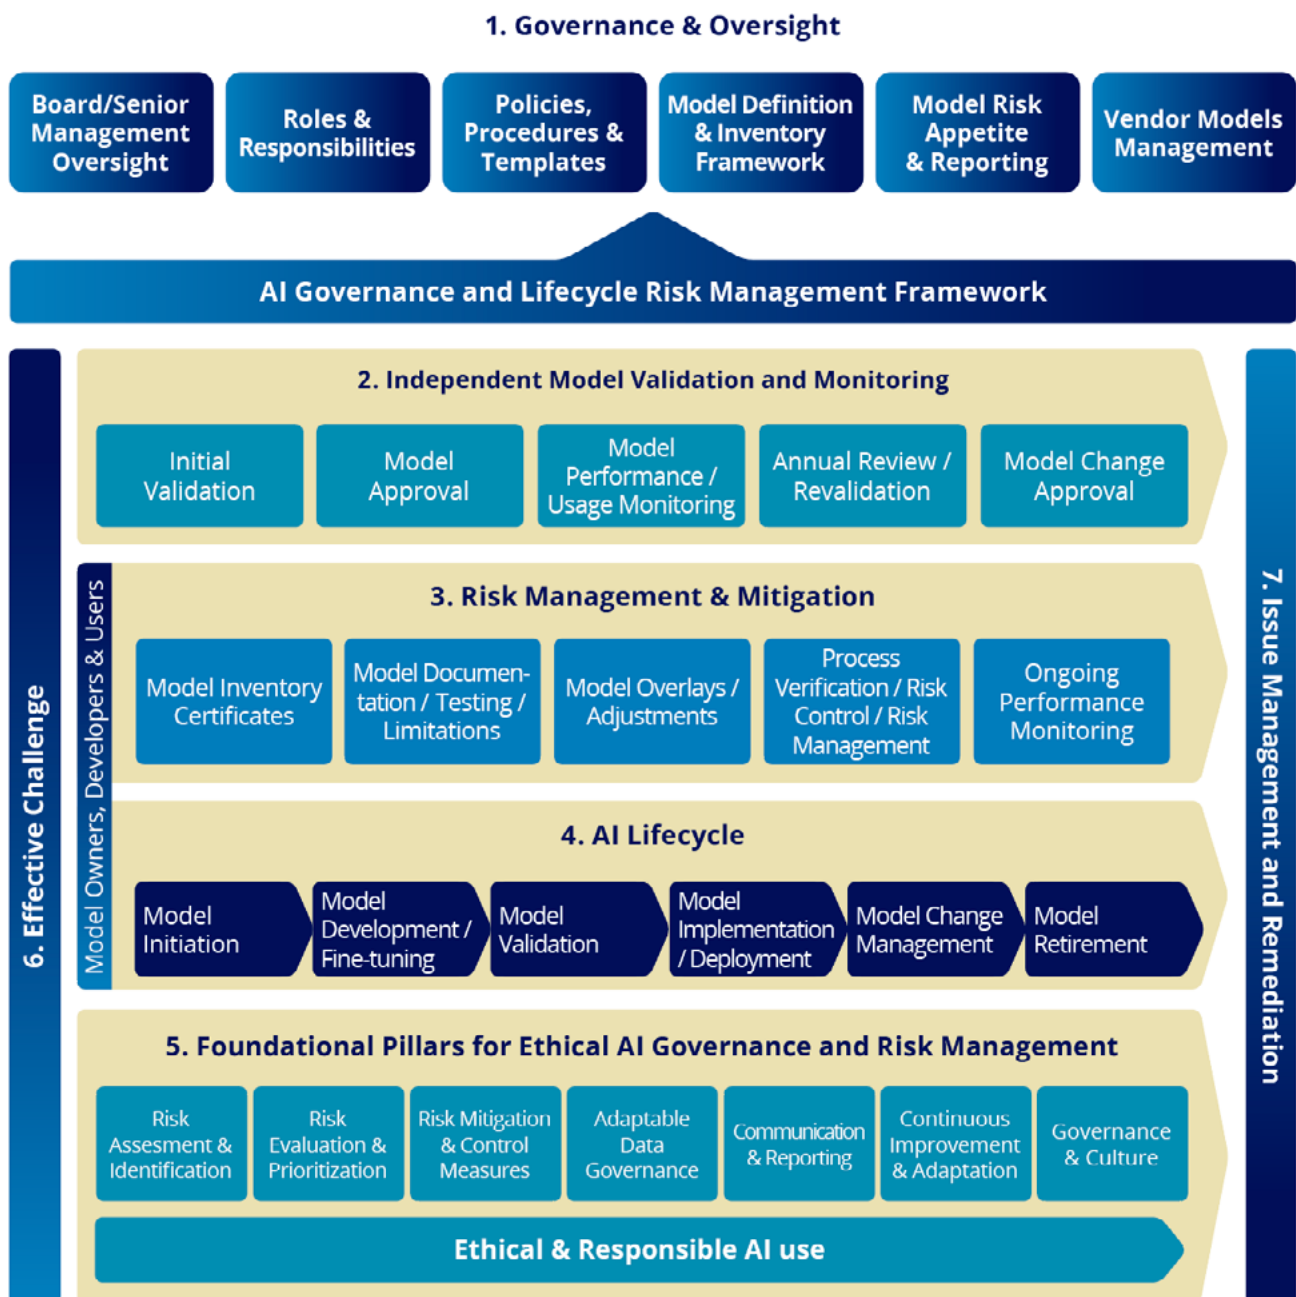 1. Governance & Oversight
Board/Senior
Management
Oversight
Roles &
Responsibilities
Policies,
Procedures &
Templates
Model Definition
& Inventory
Framework
Model Risk
Appetite
& Reporting
Vendor Models
Management
AI Governance and Lifecycle Risk Management Framework
6. Effective Challenge
2. Independent Model Validation and Monitoring
Initial
Validation
Model
Approval
Model
Performance /
Usage Monitoring
Annual Review /
Revalidation
Model Change
Approval
Model Owners, Developers & Users
3. Risk Management & Mitigation
Model Inventory
Certificates
Model Documen-
tation / Testing /
Limitations
Model Overlays /
Adjustments
Process
Verification / Risk
Control / Risk
Management
Ongoing
Performance
Monitoring
4. AI Lifecycle
Model
Initiation
Model
Development /
Fine-tuning
Model
Validation
Model
Implementation
/ Deployment
Model Change
Management
Model
Retirement
5. Foundational Pillars for Ethical AI Governance and Risk Management
Risk
Assesment &
Identification
Risk
Evaluation &
Prioritization
Risk Mitigation
& Control
Measures
Adaptable
Data
Governance
Communication
& Reporting
Continuous
Improvement
& Adaptation
Governance
& Culture
Ethical & Responsible AI use
7. Issue Management and Remediation